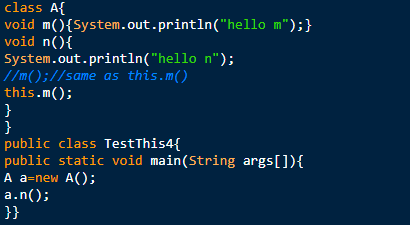 class A{
void m(){System.out.println("hello m");}
void n(){
System.out.println("hello n");
//m();//same as this.m()
this.m();
}
}
public class TestThis4{
public static void main(String args[]){
A a=new A();
a.n();
}}